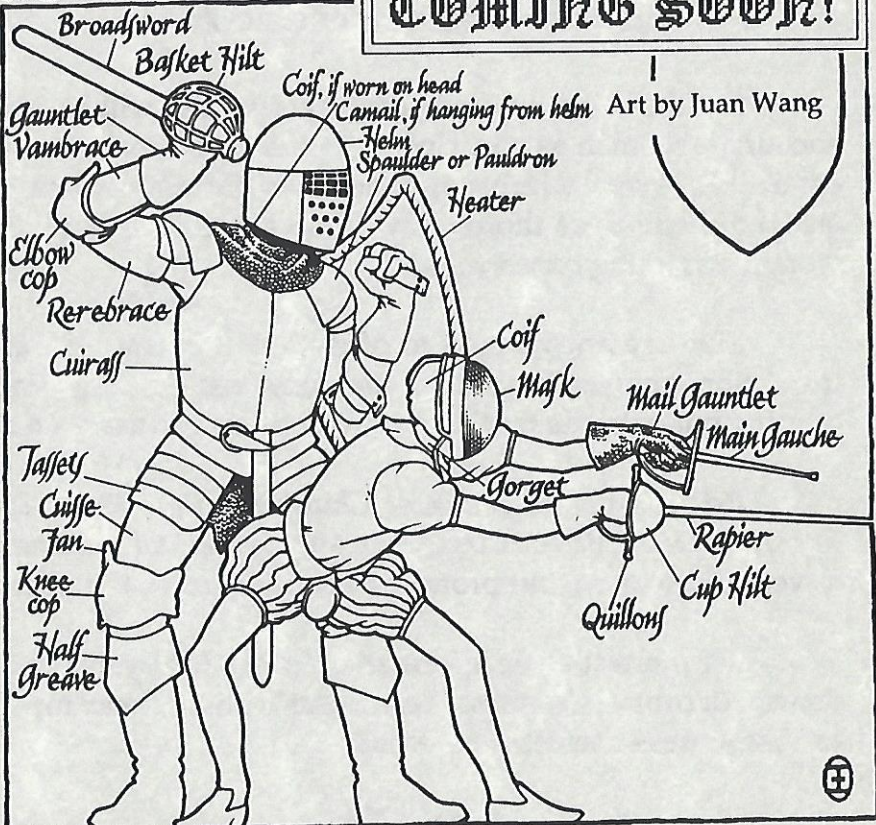 COMING SOON!
Art by Juan Wang
Broadsword
Basket Hilt
Coif, if worn on head
Camail, if hanging from helm
Gauntlet
Vambrace
Helm
Spaulder or Pauldron
Heater
Elbow
cop
Rerebrace
Cuirass
Coif
Mask
Mail Gauntlet
Main Gauche
Tassets
Gorget
Cuisse
Fan
Rapier
Knee
cop
Cup Hilt
Quillons
Half
Greave